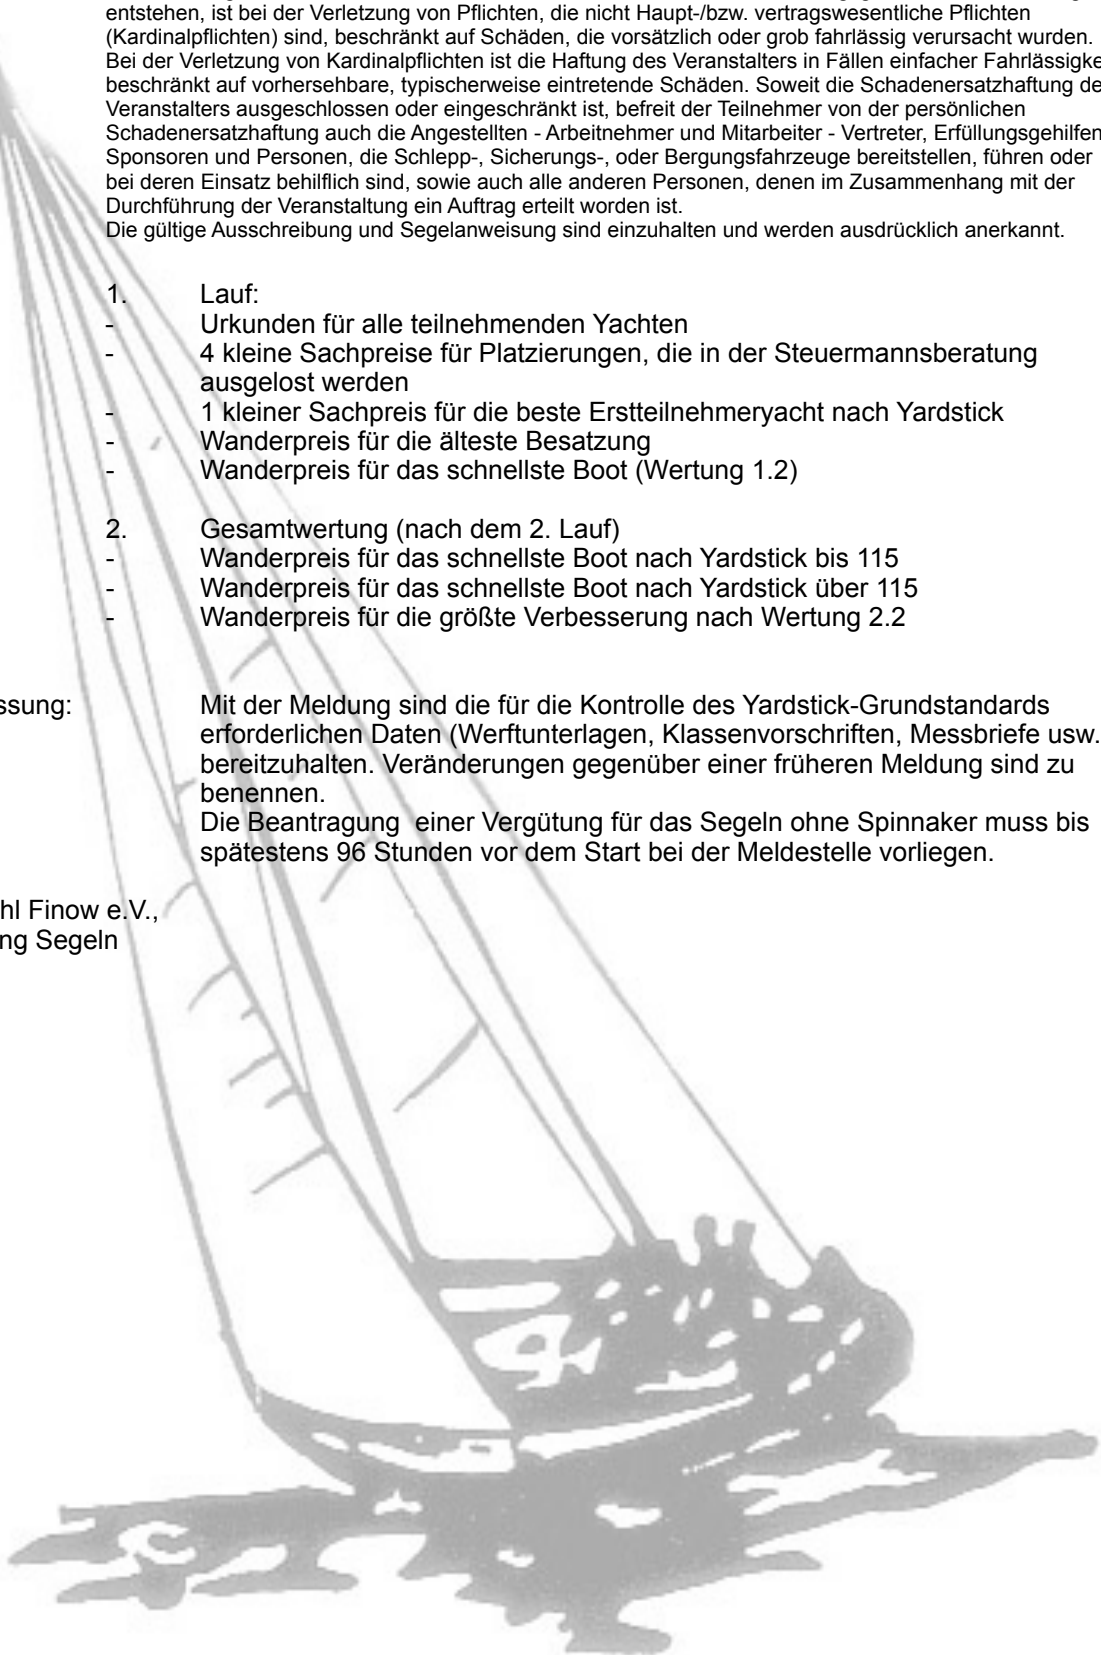 entstehen, ist bei der Verletzung von Pflichten, die nicht Haupt-/bzw. vertragswesentliche Pflichten
(Kardinalpflichten) sind, beschränkt auf Schäden, die vorsätzlich oder grob fahrlässig verursacht wurden.
Bei der Verletzung von Kardinalpflichten ist die Haftung des Veranstalters in Fällen einfacher Fahrlässigke
beschränkt auf vorhersehbare, typischerweise eintretende Schäden. Soweit die Schadenersatzhaftung de
Veranstalters ausgeschlossen oder eingeschränkt ist, befreit der Teilnehmer von der persönlichen
Schadenersatzhaftung auch die Angestellten - Arbeitnehmer und Mitarbeiter - Vertreter, Erfüllungsgehilfen
Sponsoren und Personen, die Schlepp-, Sicherungs-, oder Bergungsfahrzeuge bereitstellen, führen oder
bei deren Einsatz behilflich sind, sowie auch alle anderen Personen, denen im Zusammenhang mit der
Durchführung der Veranstaltung ein Auftrag erteilt worden ist.
Die gültige Ausschreibung und Segelanweisung sind einzuhalten und werden ausdrücklich anerkannt.
1. Lauf:
- Urkunden für alle teilnehmenden Yachten
- 4 kleine Sachpreise für Platzierungen, die in der Steuermannsberatung
ausgelost werden
- 1 kleiner Sachpreis für die beste Erstteilnehmeryacht nach Yardstick
- Wanderpreis für die älteste Besatzung
- Wanderpreis für das schnellste Boot (Wertung 1.2)
2. Gesamtwertung (nach dem 2. Lauf)
- Wanderpreis für das schnellste Boot nach Yardstick bis 115
- Wanderpreis für das schnellste Boot nach Yardstick über 115
- Wanderpreis für die größte Verbesserung nach Wertung 2.2
ssung: Mit der Meldung sind die für die Kontrolle des Yardstick-Grundstandards
erforderlichen Daten (Werftunterlagen, Klassenvorschriften, Messbriefe usw.
bereitzuhalten. Veränderungen gegenüber einer früheren Meldung sind zu
benennen.
Die Beantragung einer Vergütung für das Segeln ohne Spinnaker muss bis
spätestens 96 Stunden vor dem Start bei der Meldestelle vorliegen.
hl Finow e.V.,
ng Segeln